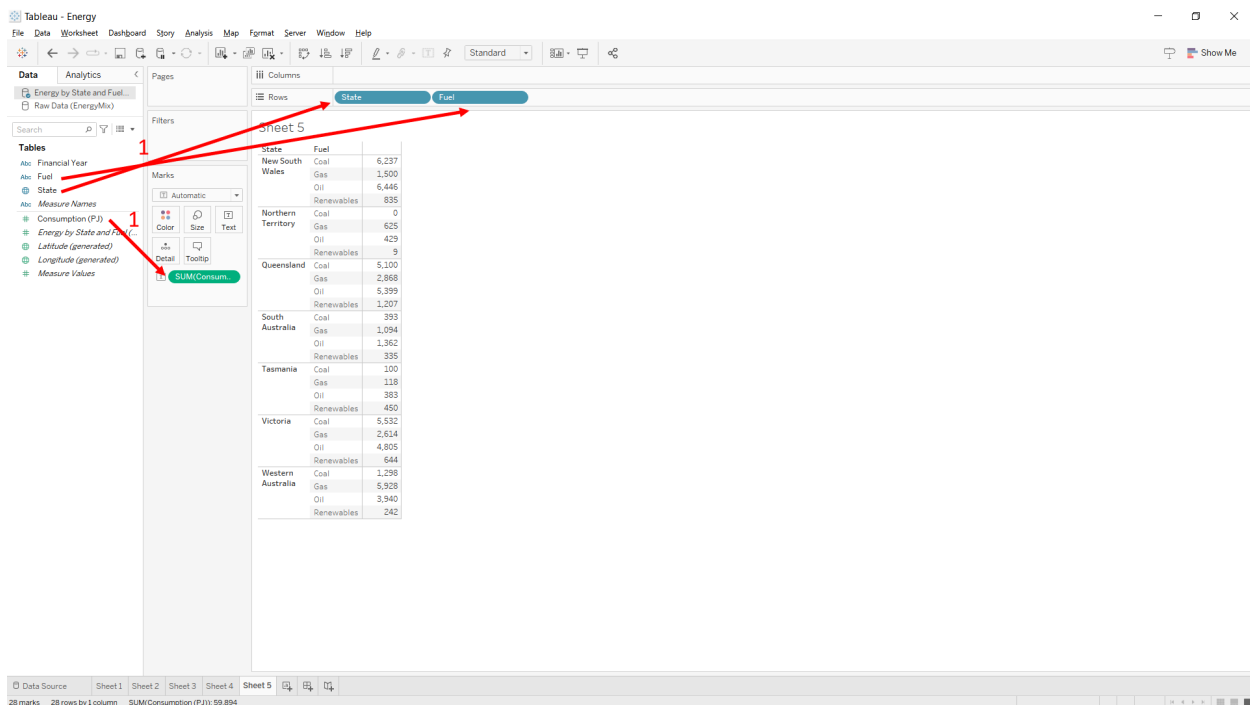 Tableau - Energy
File Data Worksheet Dashboard Story Analysis Map Format Server Window Help
Standard
Show Me
Data Analytics
Pages
Columns
Energy by State and Fuel...
Raw Data (EnergyMix)
Rows State Fuel
Search
Filters
Sheet 5
Tables
Abc Financial Year
Abc Fuel
State
Abc Measure Names
# Consumption (PJ)
# Energy by State and Fuel (...
Latitude (generated)
Longitude (generated)
# Measure Values
1
1
Marks
Automatic
Color Size Text
Detail Tooltip
SUM(Consum..
State Fuel
New South Wales Coal 6,237
Gas 1,500
Oil 6,446
Renewables 835
Northern Territory Coal 0
Gas 625
Oil 429
Renewables 9
Queensland Coal 5,100
Gas 2,868
Oil 5,399
Renewables 1,207
South Australia Coal 393
Gas 1,094
Oil 1,362
Renewables 335
Tasmania Coal 100
Gas 118
Oil 383
Renewables 450
Victoria Coal 5,532
Gas 2,614
Oil 4,805
Renewables 644
Western Australia Coal 1,298
Gas 5,928
Oil 3,940
Renewables 242
Data Source Sheet 1 Sheet 2 Sheet 3 Sheet 4 Sheet 5
28 marks 28 rows by 1 column SUM(Consumption (PJ)): 59,894